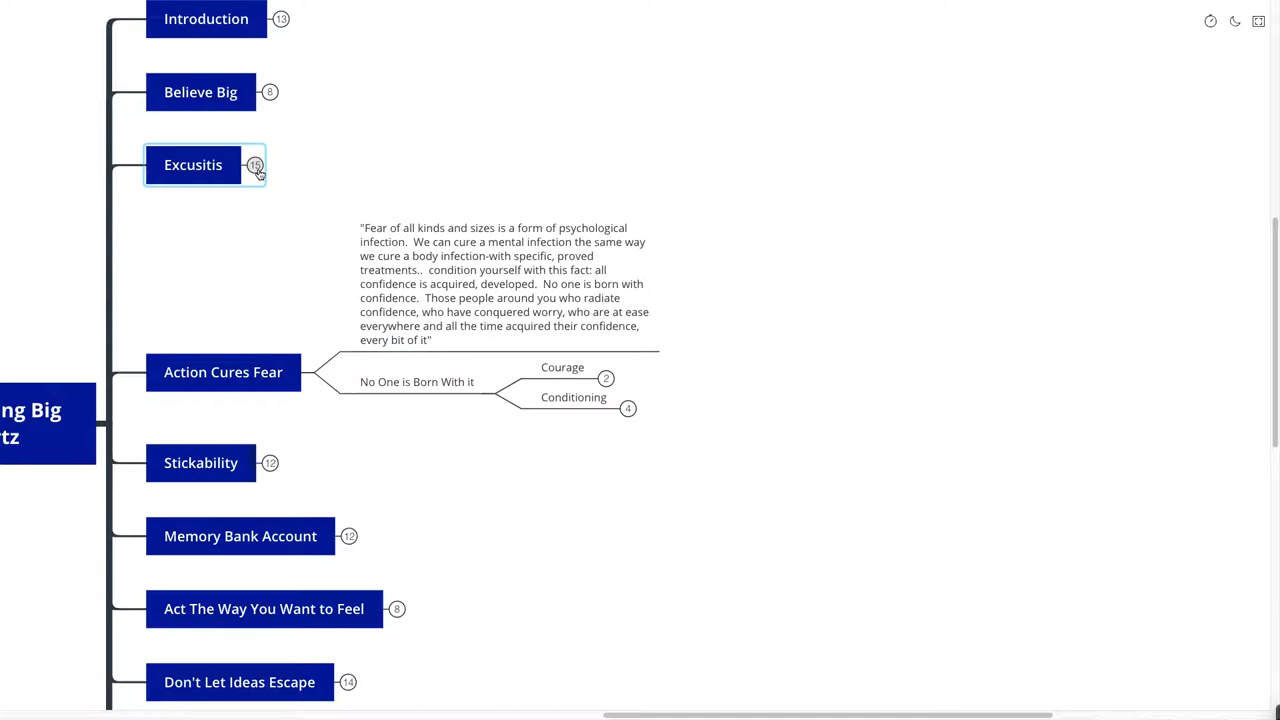 Introduction 13
Believe Big 8
Excusitis 15
"Fear of all kinds and sizes is a form of psychological
infection.  We can cure a mental infection the same way
we cure a body infection-with specific, proved
treatments..  condition yourself with this fact: all
confidence is acquired, developed.  No one is born with
confidence.  Those people around you who radiate
confidence, who have conquered worry, who are at ease
everywhere and all the time acquired their confidence,
every bit of it"
Action Cures Fear
No One is Born With it
Courage 2
Conditioning 4
ng Big
tz
Stickability 12
Memory Bank Account 12
Act The Way You Want to Feel 8
Don't Let Ideas Escape 14